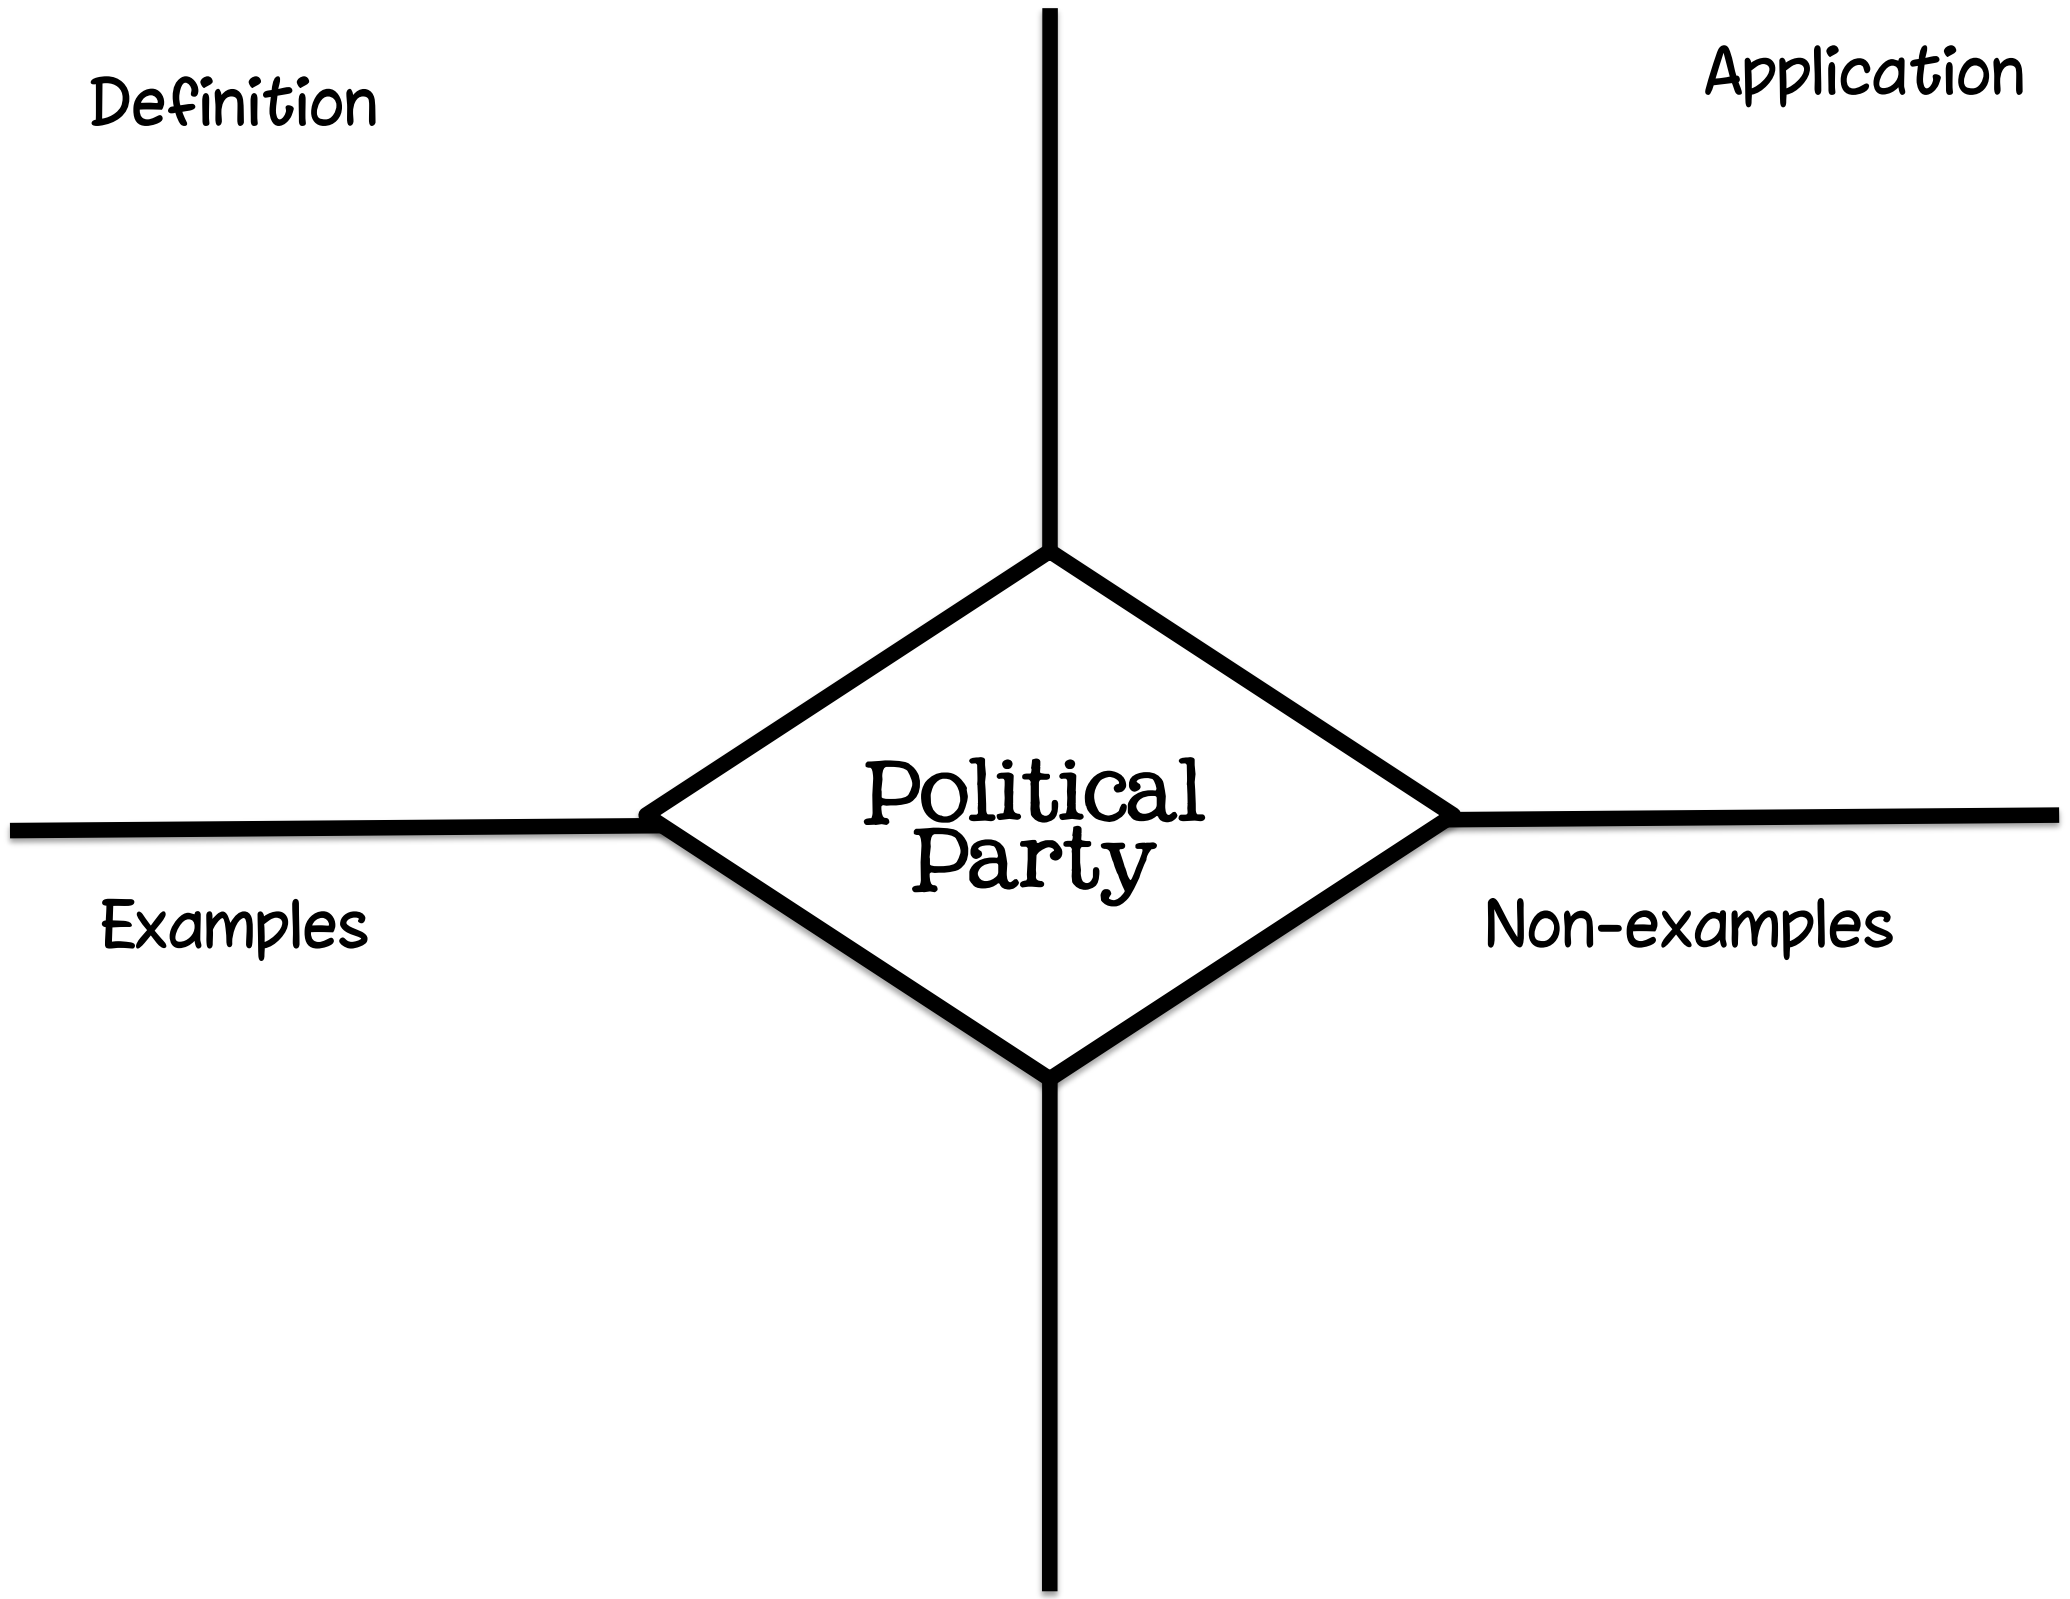 Definition
Application
Political
Party
Examples
Non-examples